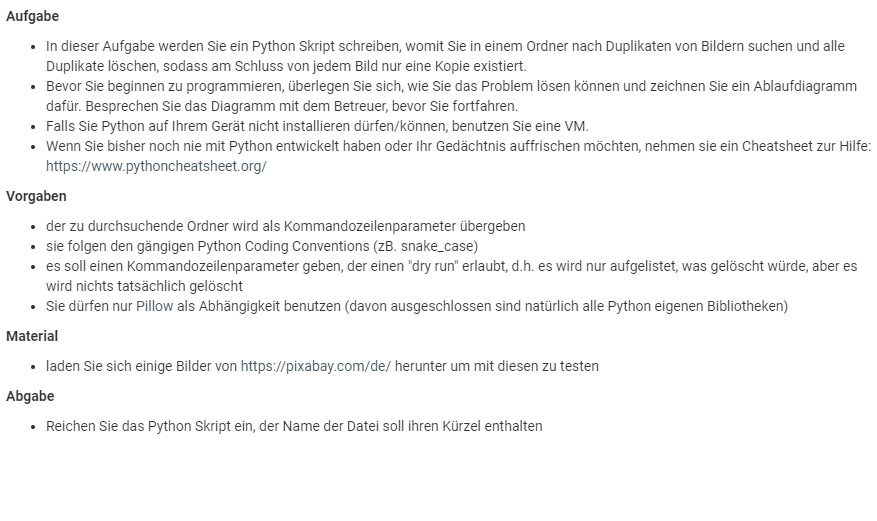 Aufgabe
In dieser Aufgabe werden Sie ein Python Skript schreiben, womit Sie in einem Ordner nach Duplikaten von Bildern suchen und alle
Duplikate löschen, sodass am Schluss von jedem Bild nur eine Kopie existiert.
Bevor Sie beginnen zu programmieren, überlegen Sie sich, wie Sie das Problem lösen können und zeichnen Sie ein Ablaufdiagramm
dafür. Besprechen Sie das Diagramm mit dem Betreuer, bevor Sie fortfahren.
Falls Sie Python auf Ihrem Gerät nicht installieren dürfen/können, benutzen Sie eine VM.
Wenn Sie bisher noch nie mit Python entwickelt haben oder Ihr Gedächtnis auffrischen möchten, nehmen sie ein Cheatsheet zur Hilfe:
https://www.pythoncheatsheet.org/
Vorgaben
der zu durchsuchende Ordner wird als Kommandozeilenparameter übergeben
sie folgen den gängigen Python Coding Conventions (zB. snake_case)
es soll einen Kommandozeilenparameter geben, der einen "dry run" erlaubt, d.h. es wird nur aufgelistet, was gelöscht würde, aber es
wird nichts tatsächlich gelöscht
Sie dürfen nur Pillow als Abhängigkeit benutzen (davon ausgeschlossen sind natürlich alle Python eigenen Bibliotheken)
Material
laden Sie sich einige Bilder von https://pixabay.com/de/ herunter um mit diesen zu testen
Abgabe
Reichen Sie das Python Skript ein, der Name der Datei soll ihren Kürzel enthalten